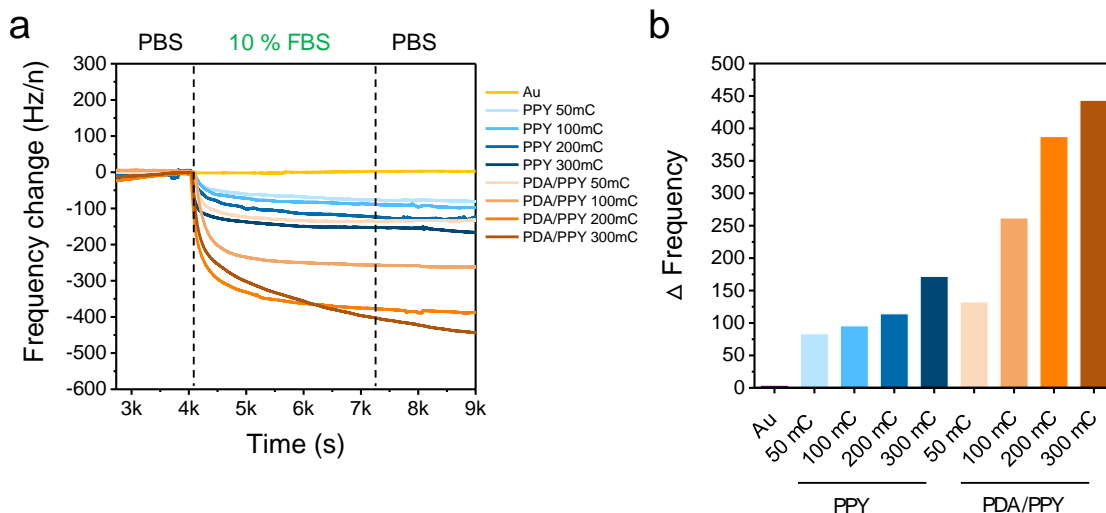 a
PBS 10 % FBS PBS
Frequency change (Hz/n)
300
200
100
0
-100
-200
-300
-400
-500
-600
3k 4k 5k 6k 7k 8k 9k
Time (s)
Au
PPY 50mC
PPY 100mC
PPY 200mC
PPY 300mC
PDA/PPY 50mC
PDA/PPY 100mC
PDA/PPY 200mC
PDA/PPY 300mC
b
Δ Frequency
500
450
400
350
300
250
200
150
100
50
0
Au 50 mC 100 mC 200 mC 300 mC 50 mC 100 mC 200 mC 300 mC
PPY PDA/PPY